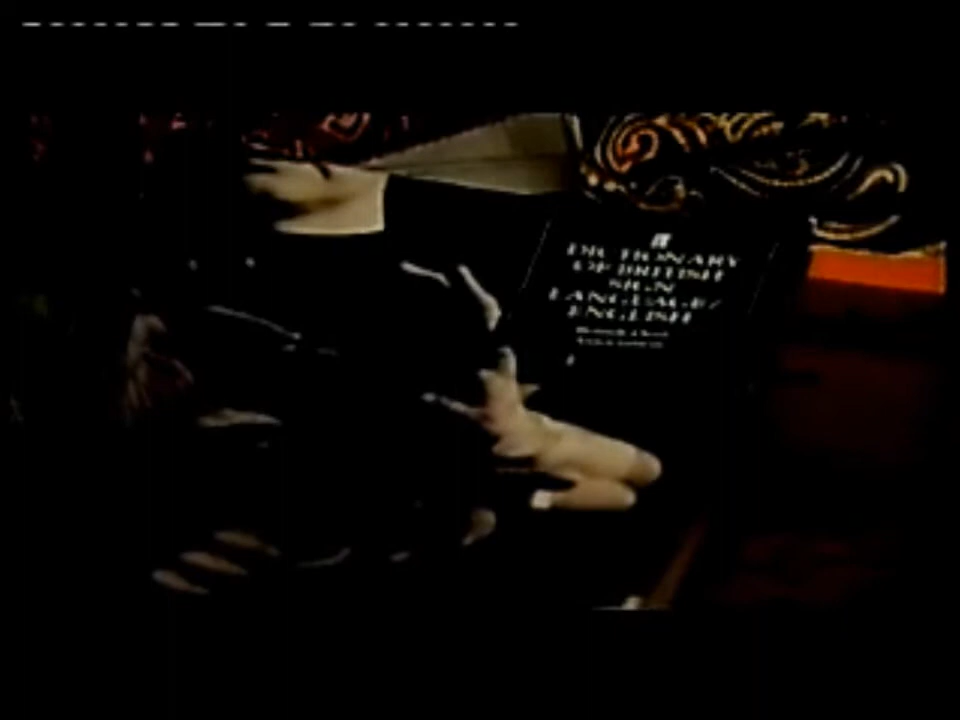 DICTIONARY
OF BRITISH
SIGN
LANGUAGE/
ENGLISH